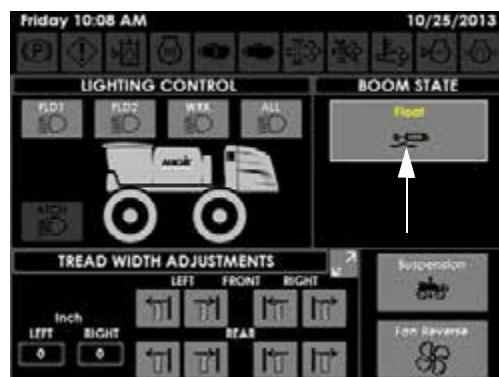 Friday 10:08 AM 10/25/2013
LIGHTING CONTROL BOOM STATE
FLD1 FLD2 WRK ALL
Float
ATCH
TREAD WIDTH ADJUSTMENTS
Suspension
LEFT FRONT RIGHT
Inch
LEFT RIGHT
REAR
Fan Reverse
0 0